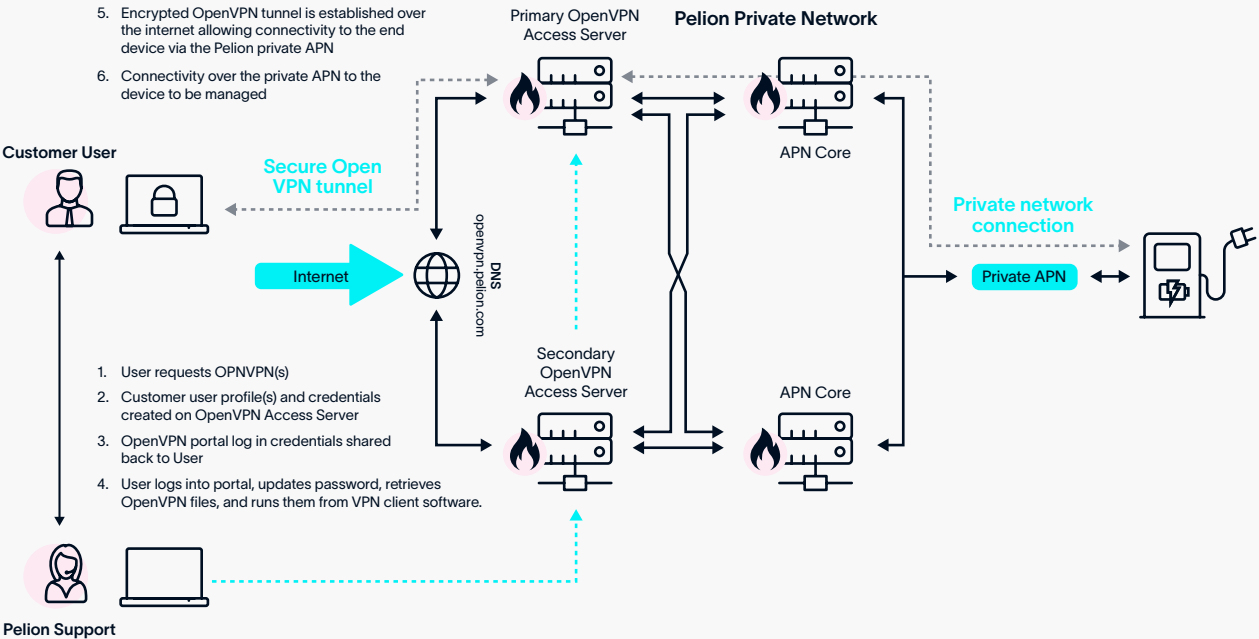 5. Encrypted OpenVPN tunnel is established over
the internet allowing connectivity to the end
device via the Pelion private APN
6. Connectivity over the private APN to the
device to be managed
Primary OpenVPN
Access Server
Pelion Private Network
APN Core
Customer User
Secure Open
VPN tunnel
Private network
connection
Internet
DNS
openvpn.pelion.com
Private APN
Secondary
OpenVPN
Access Server
APN Core
1. User requests OPNVPN(s)
2. Customer user profile(s) and credentials
created on OpenVPN Access Server
3. OpenVPN portal log in credentials shared
back to User
4. User logs into portal, updates password, retrieves
OpenVPN files, and runs them from VPN client software.
Pelion Support